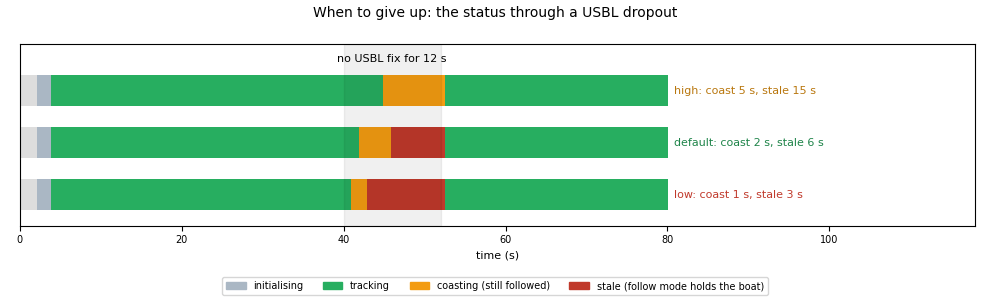 When to give up: the status through a USBL dropout
no USBL fix for 12 s
high: coast 5 s, stale 15 s
default: coast 2 s, stale 6 s
low: coast 1 s, stale 3 s
0 20 40 60 80 100
time (s)
initialising tracking coasting (still followed) stale (follow mode holds the boat)